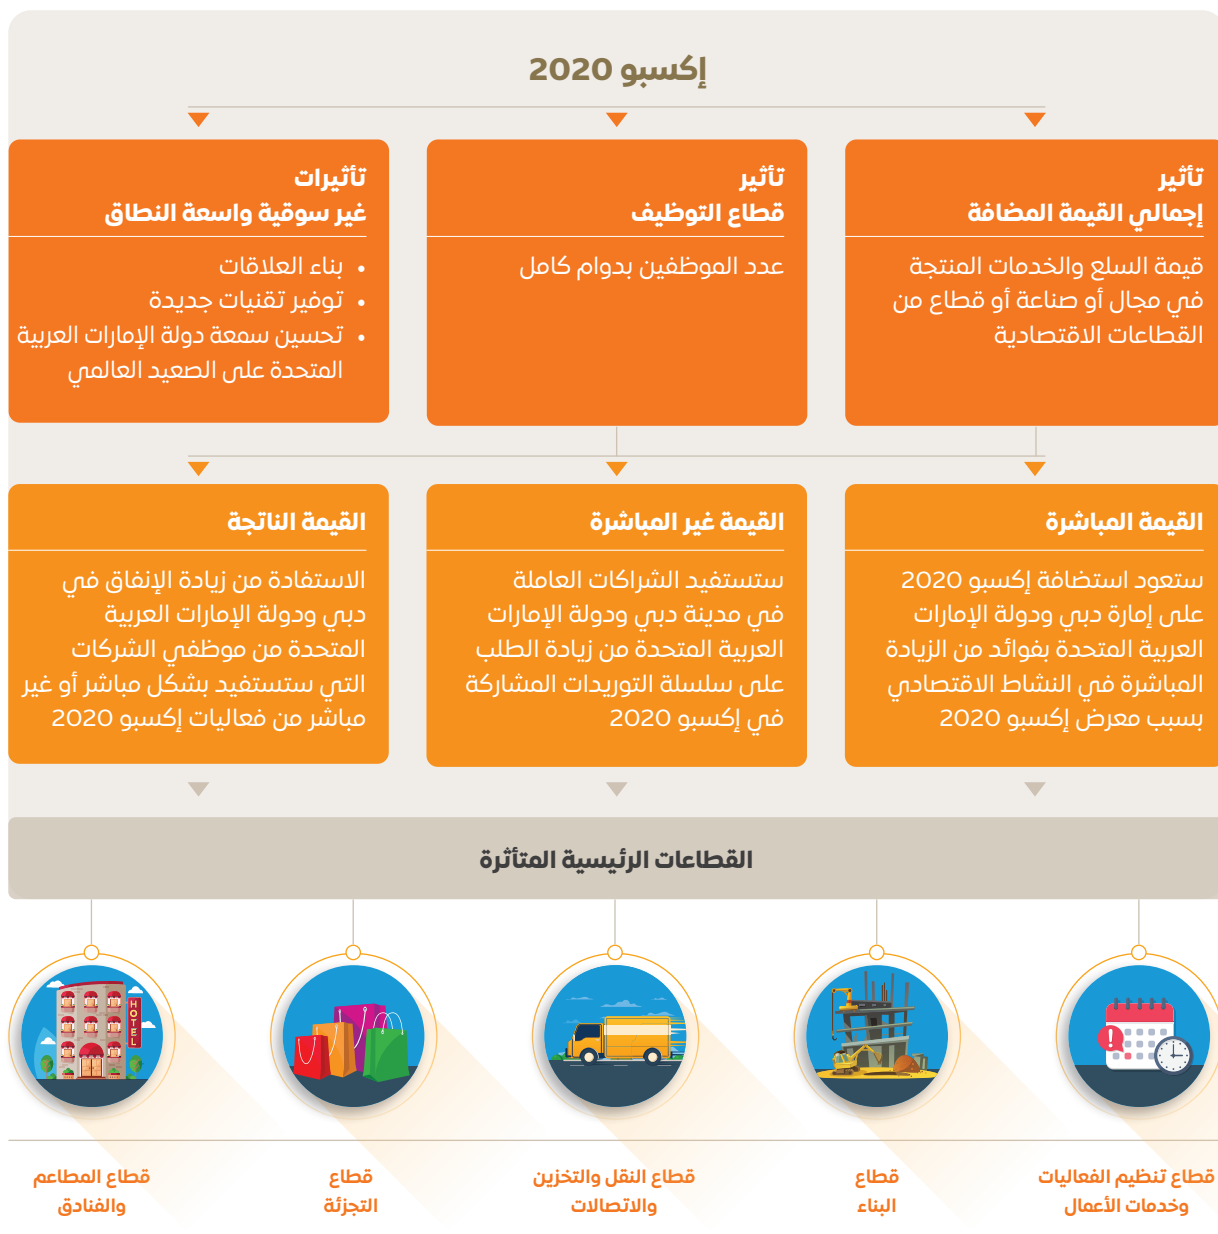 إكسبو 2020
تأثير
إجمالي القيمة المضافة
قيمة السلع والخدمات المنتجة
في مجال أو صناعة أو قطاع من
القطاعات الاقتصادية
تأثير
قطاع التوظيف
عدد الموظفين بدوام كامل
تأثيرات
غير سوقية واسعة النطاق
• بناء العلاقات
• توفير تقنيات جديدة
• تحسين سمعة دولة الإمارات العربية
المتحدة على الصعيد العالمي
القيمة المباشرة
ستعود استضافة إكسبو 2020
على إمارة دبي ودولة الإمارات
العربية المتحدة بفوائد من الزيادة
المباشرة في النشاط الاقتصادي
بسبب معرض إكسبو 2020
القيمة غير المباشرة
ستستفيد الشراكات العاملة
في مدينة دبي ودولة الإمارات
العربية المتحدة من زيادة الطلب
على سلسلة التوريدات المشاركة
في إكسبو 2020
القيمة الناتجة
الاستفادة من زيادة الإنفاق في
دبي ودولة الإمارات العربية
المتحدة من موظفي الشركات
التي ستستفيد بشكل مباشر أو غير
مباشر من فعاليات إكسبو 2020
القطاعات الرئيسية المتأثرة
HOTEL
قطاع تنظيم الفعاليات
وخدمات الأعمال
قطاع
البناء
قطاع النقل والتخزين
والاتصالات
قطاع
التجزئة
قطاع المطاعم
والفنادق